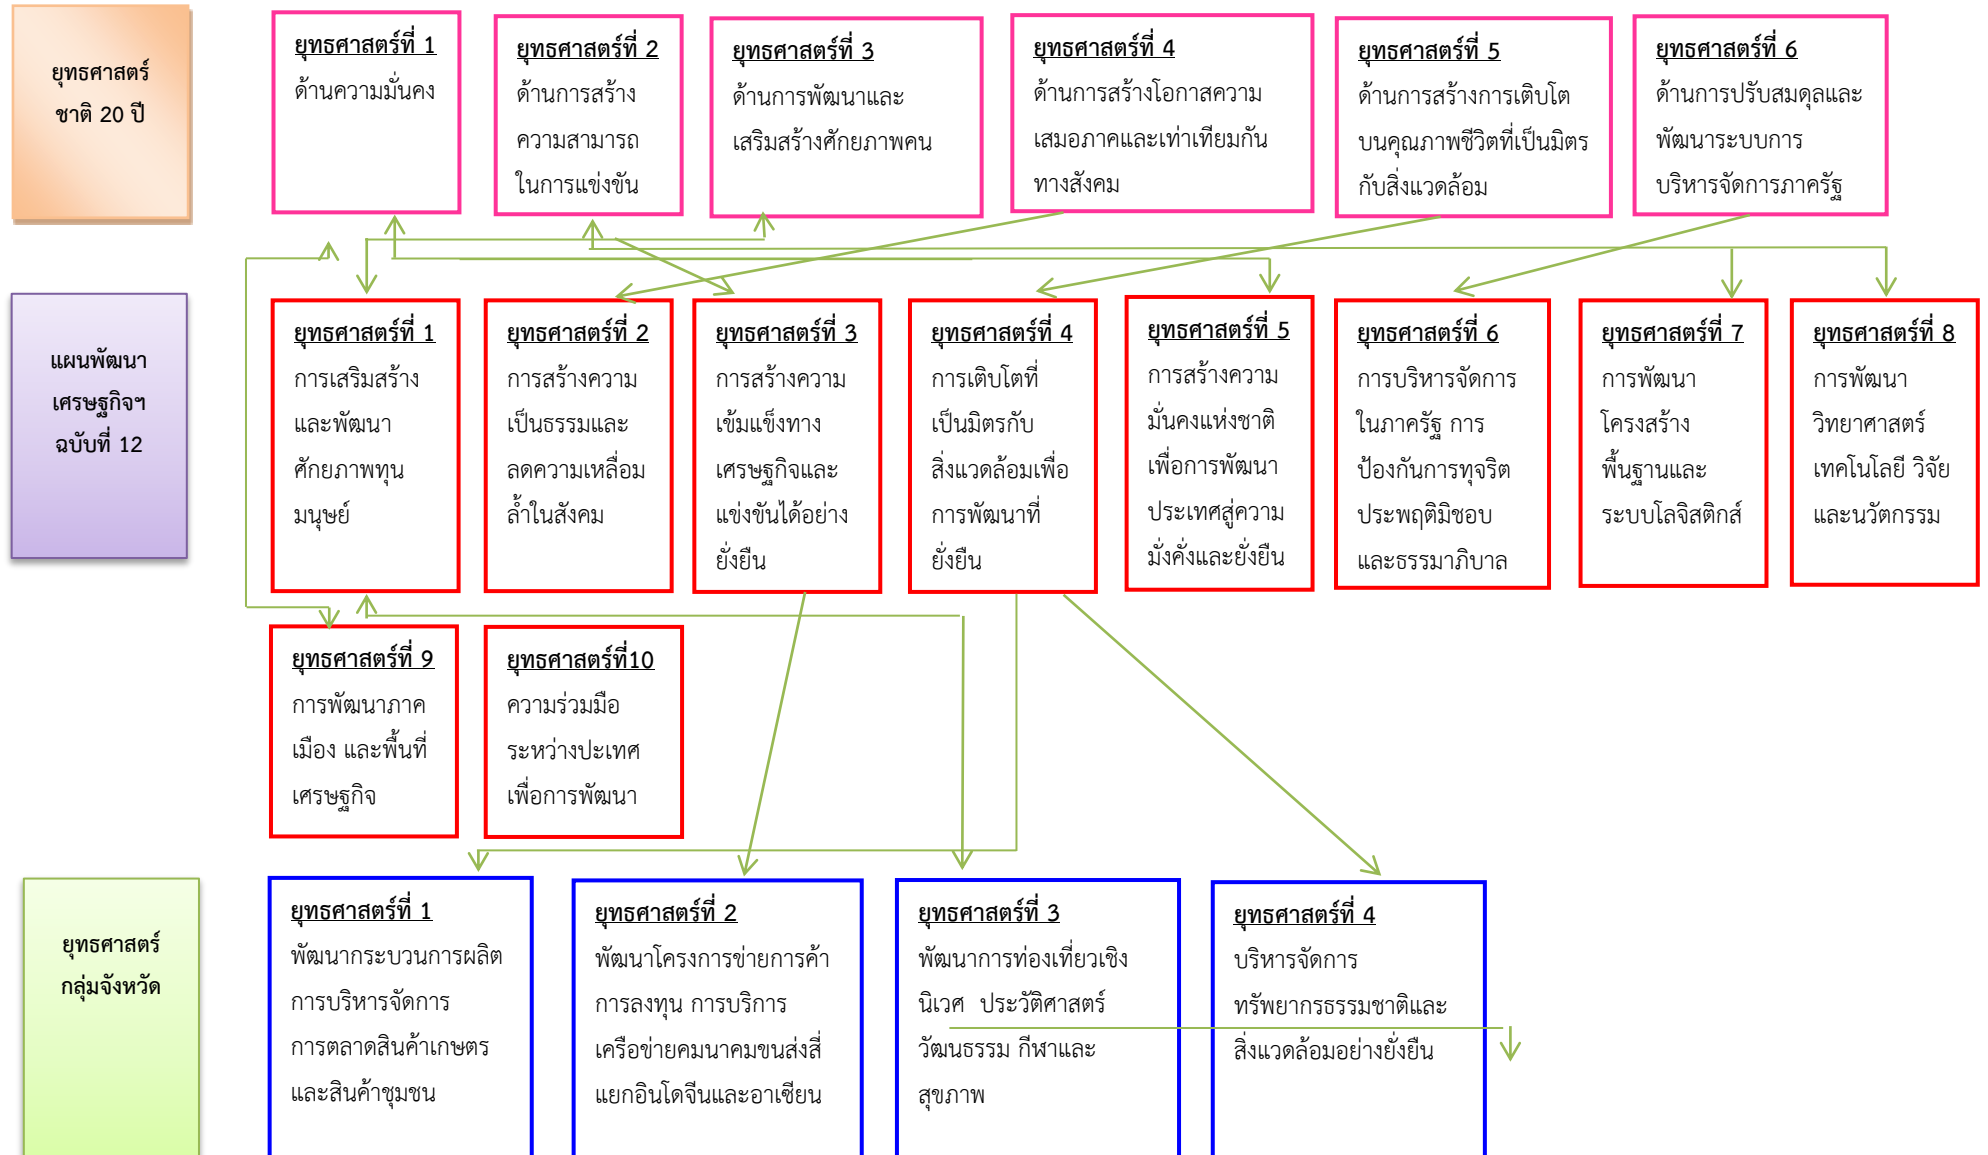 ยุทธศาสตร์
ชาติ 20 ปี
ยุทธศาสตร์ที่ 1
ด้านความมั่นคง
ยุทธศาสตร์ที่ 2
ด้านการสร้าง
ความสามารถ
ในการแข่งขัน
ยุทธศาสตร์ที่ 3
ด้านการพัฒนาและ
เสริมสร้างศักยภาพคน
ยุทธศาสตร์ที่ 4
ด้านการสร้างโอกาสความ
เสมอภาคและเท่าเทียมกัน
ทางสังคม
ยุทธศาสตร์ที่ 5
ด้านการสร้างการเติบโต
บนคุณภาพชีวิตที่เป็นมิตร
กับสิ่งแวดล้อม
ยุทธศาสตร์ที่ 6
ด้านการปรับสมดุลและ
พัฒนาระบบการ
บริหารจัดการภาครัฐ
แผนพัฒนา
เศรษฐกิจฯ
ฉบับที่ 12
ยุทธศาสตร์ที่ 1
การเสริมสร้าง
และพัฒนา
ศักยภาพทุน
มนุษย์
ยุทธศาสตร์ที่ 2
การสร้างความ
เป็นธรรมและ
ลดความเหลื่อม
ล้ำในสังคม
ยุทธศาสตร์ที่ 3
การสร้างความ
เข้มแข็งทาง
เศรษฐกิจและ
แข่งขันได้อย่าง
ยั่งยืน
ยุทธศาสตร์ที่ 4
การเติบโตที่
เป็นมิตรกับ
สิ่งแวดล้อมเพื่อ
การพัฒนาที่
ยั่งยืน
ยุทธศาสตร์ที่ 5
การสร้างความ
มั่นคงแห่งชาติ
เพื่อการพัฒนา
ประเทศสู่ความ
มั่งคั่งและยั่งยืน
ยุทธศาสตร์ที่ 6
การบริหารจัดการ
ในภาครัฐ การ
ป้องกันการทุจริต
ประพฤติมิชอบ
และธรรมาภิบาล
ยุทธศาสตร์ที่ 7
การพัฒนา
โครงสร้าง
พื้นฐานและ
ระบบโลจิสติกส์
ยุทธศาสตร์ที่ 8
การพัฒนา
วิทยาศาสตร์
เทคโนโลยี วิจัย
และนวัตกรรม
ยุทธศาสตร์ที่ 9
การพัฒนาภาค
เมือง และพื้นที่
เศรษฐกิจ
ยุทธศาสตร์ที่10
ความร่วมมือ
ระหว่างปะเทศ
เพื่อการพัฒนา
ยุทธศาสตร์
กลุ่มจังหวัด
ยุทธศาสตร์ที่ 1
พัฒนากระบวนการผลิต
การบริหารจัดการ
การตลาดสินค้าเกษตร
และสินค้าชุมชน
ยุทธศาสตร์ที่ 2
พัฒนาโครงการข่ายการค้า
การลงทุน การบริการ
เครือข่ายคมนาคมขนส่งสี่
แยกอินโดจีนและอาเซียน
ยุทธศาสตร์ที่ 3
พัฒนาการท่องเที่ยวเชิง
นิเวศ ประวัติศาสตร์
วัฒนธรรม กีฬาและ
สุขภาพ
ยุทธศาสตร์ที่ 4
บริหารจัดการ
ทรัพยากรธรรมชาติและ
สิ่งแวดล้อมอย่างยั่งยืน